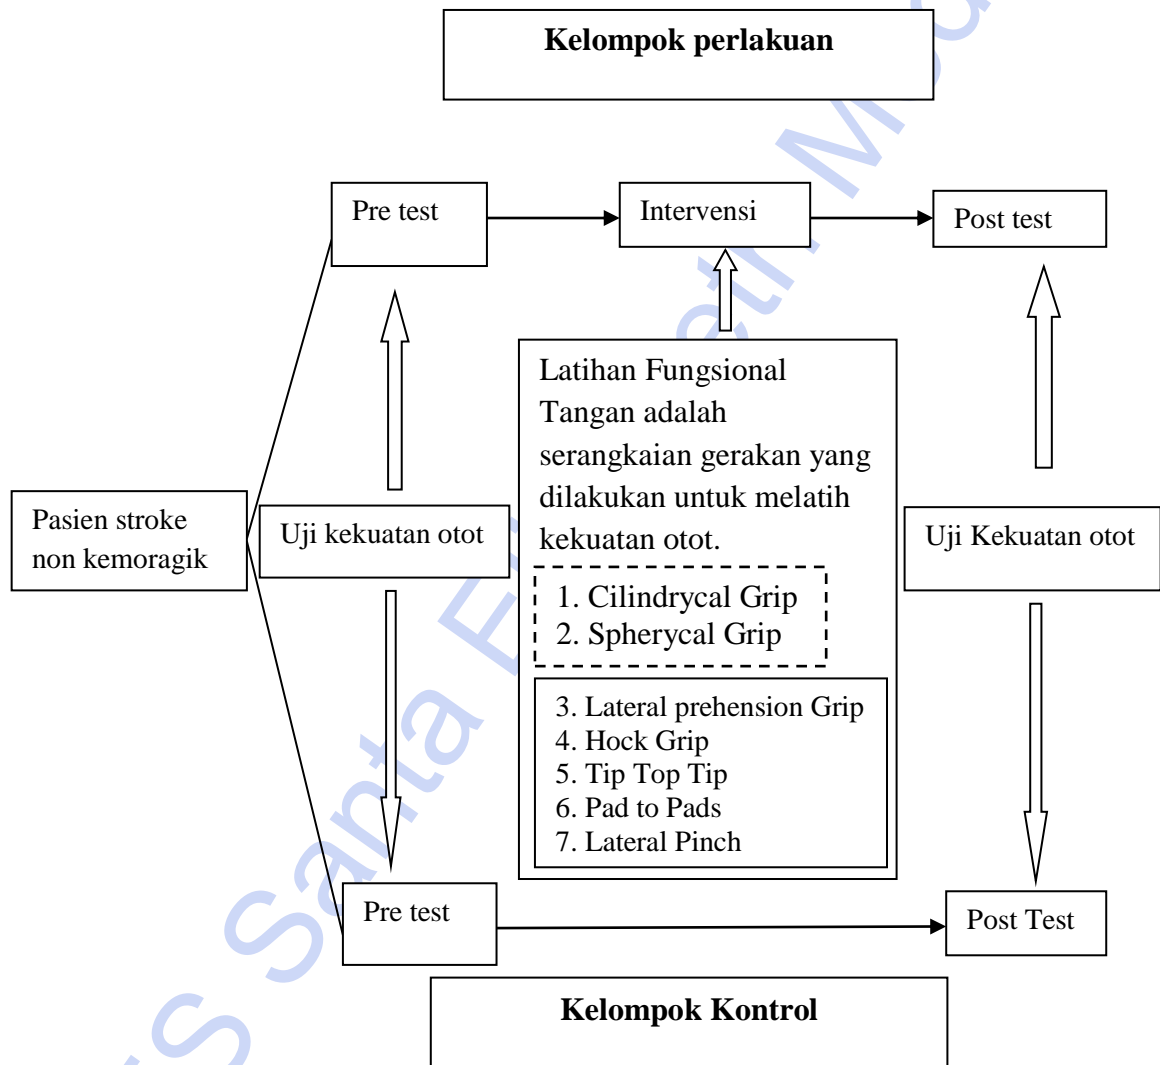 Kelompok perlakuan
Pre test
Intervensi
Post test
Latihan Fungsional
Tangan adalah
serangkaian gerakan yang
dilakukan untuk melatih
kekuatan otot.
Pasien stroke
non kemoragik
Uji kekuatan otot
Uji Kekuatan otot
1. Cilindrycal Grip
2. Spherycal Grip
3. Lateral prehension Grip
4. Hock Grip
5. Tip Top Tip
6. Pad to Pads
7. Lateral Pinch
Pre test
Post Test
Kelompok Kontrol
S Santa E